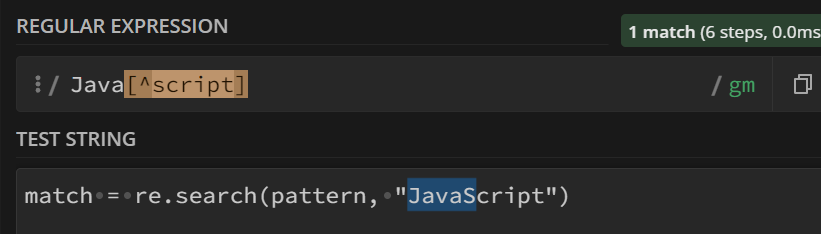 REGULAR EXPRESSION
1 match (6 steps, 0.0ms
/ Java[^script] / gm
TEST STRING
match = re.search(pattern, "JavaScript")